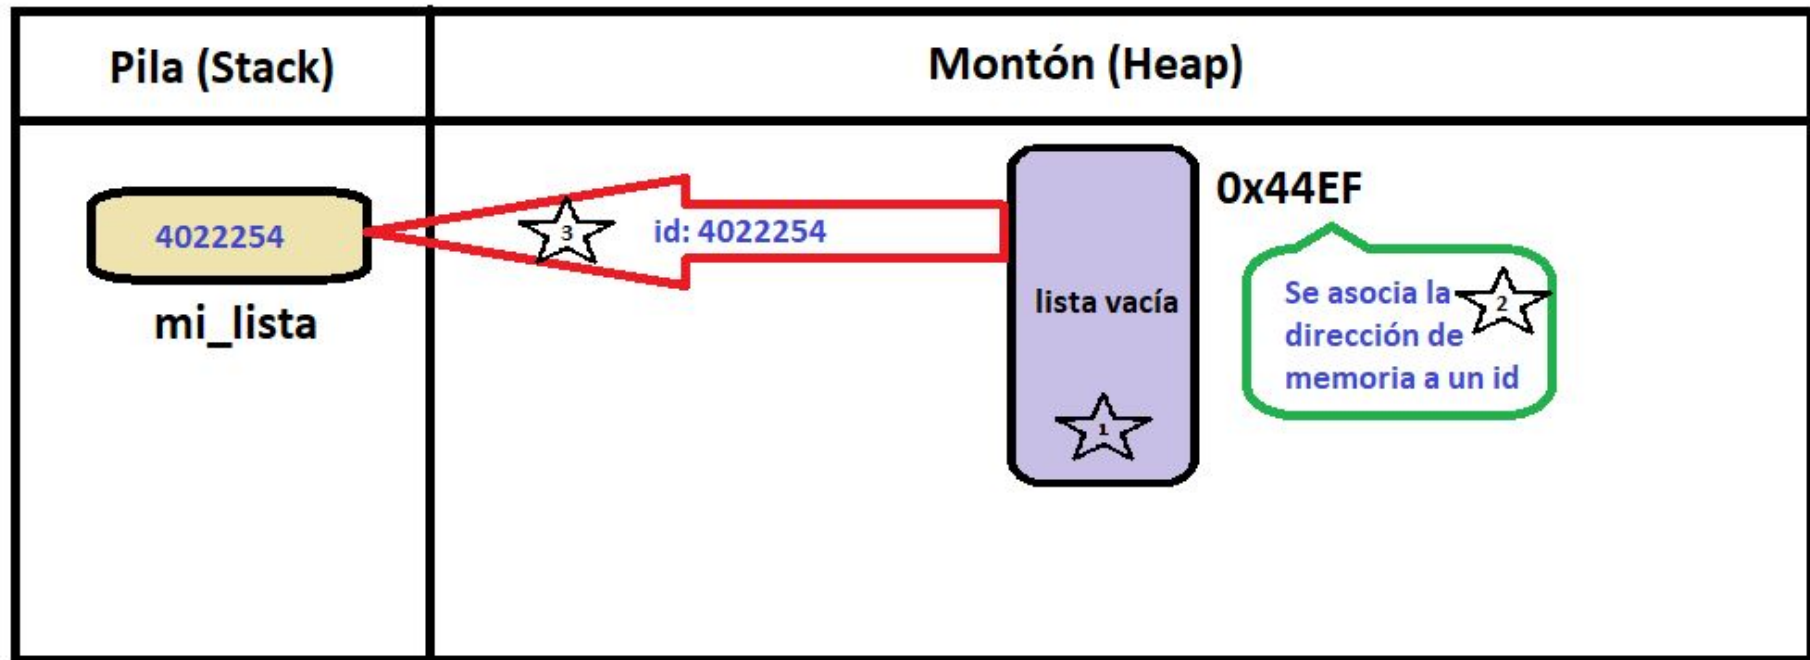 Pila (Stack)
Montón (Heap)
4022254
mi_lista
3
id: 4022254
lista vacía
1
0x44EF
Se asocia la
2
dirección de
memoria a un id